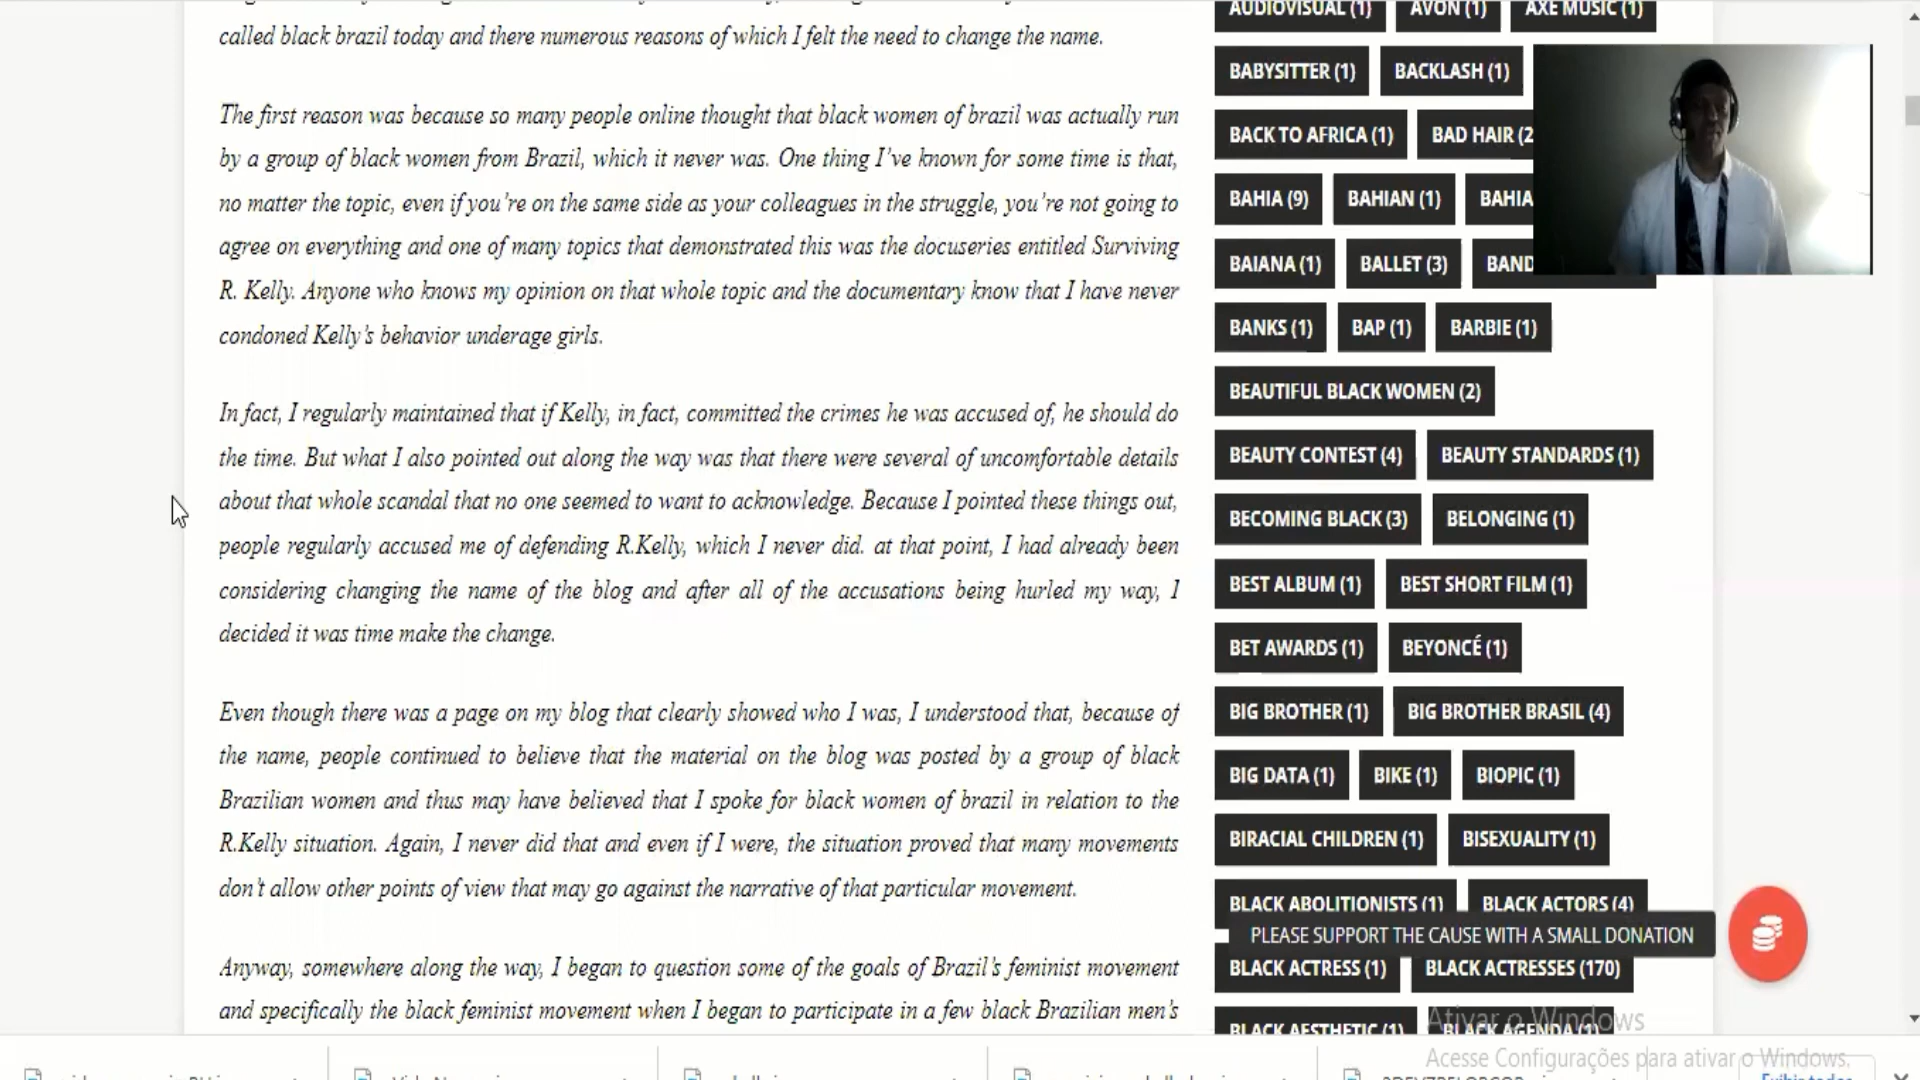 called black brazil today and there numerous reasons of which I felt the need to change the name.
The first reason was because so many people online thought that black women of brazil was actually run
by a group of black women from Brazil, which it never was. One thing I've known for some time is that,
no matter the topic, even if you're on the same side as your colleagues in the struggle, you're not going to
agree on everything and one of many topics that demonstrated this was the docuseries entitled Surviving
R. Kelly. Anyone who knows my opinion on that whole topic and the documentary know that I have never
condoned Kelly's behavior underage girls.
In fact, I regularly maintained that if Kelly, in fact, committed the crimes he was accused of, he should do
the time. But what I also pointed out along the way was that there were several of uncomfortable details
about that whole scandal that no one seemed to want to acknowledge. Because I pointed these things out,
people regularly accused me of defending R.Kelly, which I never did. at that point, I had already been
considering changing the name of the blog and after all of the accusations being hurled my way, I
decided it was time make the change.
Even though there was a page on my blog that clearly showed who I was, I understood that, because of
the name, people continued to believe that the material on the blog was posted by a group of black
Brazilian women and thus may have believed that I spoke for black women of brazil in relation to the
R.Kelly situation. Again, I never did that and even if I were, the situation proved that many movements
don't allow other points of view that may go against the narrative of that particular movement.
Anyway, somewhere along the way, I began to question some of the goals of Brazil's feminist movement
and specifically the black feminist movement when I began to participate in a few black Brazilian men's
AUDIOVISUAL (1) AVON (1) AXE MUSIC (1)
BABYSITTER (1) BACKLASH (1)
BACK TO AFRICA (1) BAD HAIR (2
BAHIA (9) BAHIAN (1) BAHIA
BAIANA (1) BALLET (3) BAND
BANKS (1) BAP (1) BARBIE (1)
BEAUTIFUL BLACK WOMEN (2)
BEAUTY CONTEST (4) BEAUTY STANDARDS (1)
BECOMING BLACK (3) BELONGING (1)
BEST ALBUM (1) BEST SHORT FILM (1)
BET AWARDS (1) BEYONCÉ (1)
BIG BROTHER (1) BIG BROTHER BRASIL (4)
BIG DATA (1) BIKE (1) BIOPIC (1)
BIRACIAL CHILDREN (1) BISEXUALITY (1)
BLACK ABOLITIONISTS (1) BLACK ACTORS (4)
PLEASE SUPPORT THE CAUSE WITH A SMALL DONATION
BLACK ACTRESS (1) BLACK ACTRESSES (170)
BLACK AESTHETIC (1) BLACK AGENDA (1)
Ativar o Windows
Acesse Configurações para ativar o Windows.